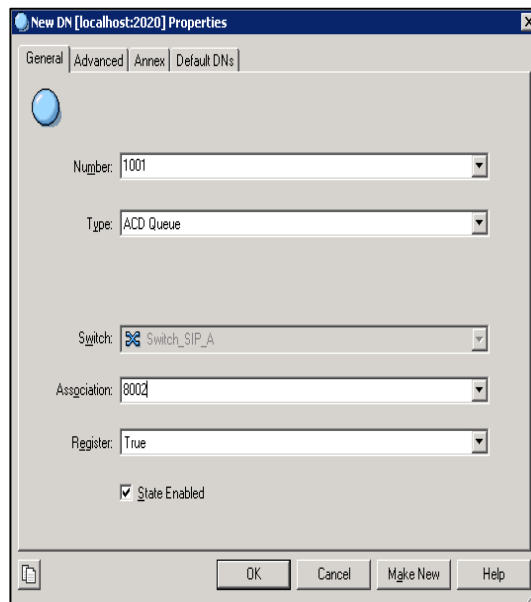 New DN [localhost:2020] Properties
General Advanced Annex Default DNs
Number: 1001
Type: ACD Queue
Switch: Switch_SIP_A
Association: 8002
Register: True
State Enabled
OK Cancel Make New Help